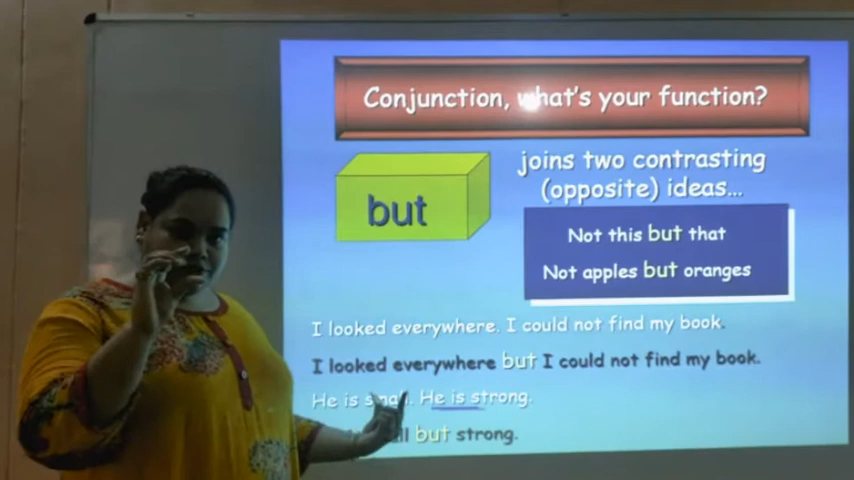 Conjunction, what's your function?
but
joins two contrasting
(opposite) ideas...
Not this but that
Not apples but oranges
I looked everywhere. I could not find my book.
I looked everywhere but I could not find my book.
He is small. He is strong.
but strong.